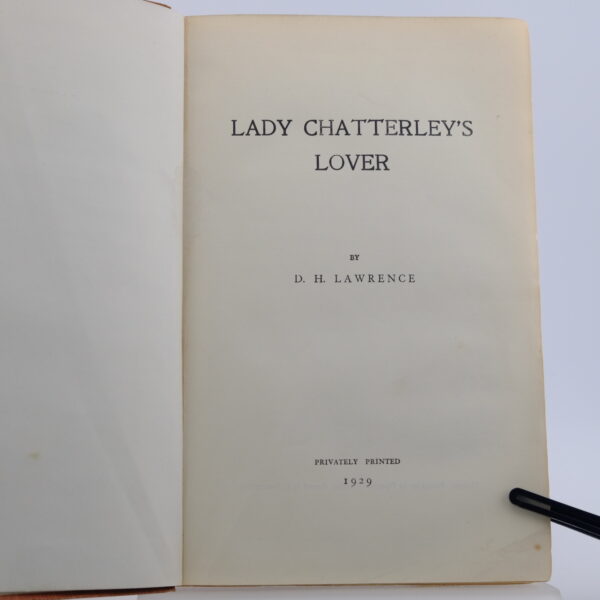 LADY CHATTERLEY'S
LOVER
BY
D. H. LAWRENCE
PRIVATELY PRINTED
1929